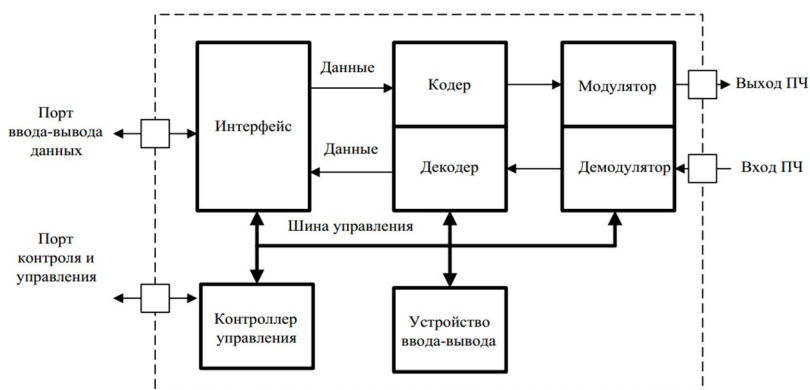 Данные
Кодер
Модулятор
Выход ПЧ
Порт
ввода-вывода
данных
Интерфейс
Данные
Декодер
Демодулятор
Вход ПЧ
Шина управления
Порт
контроля и
управления
Контроллер
управления
Устройство
ввода-вывода